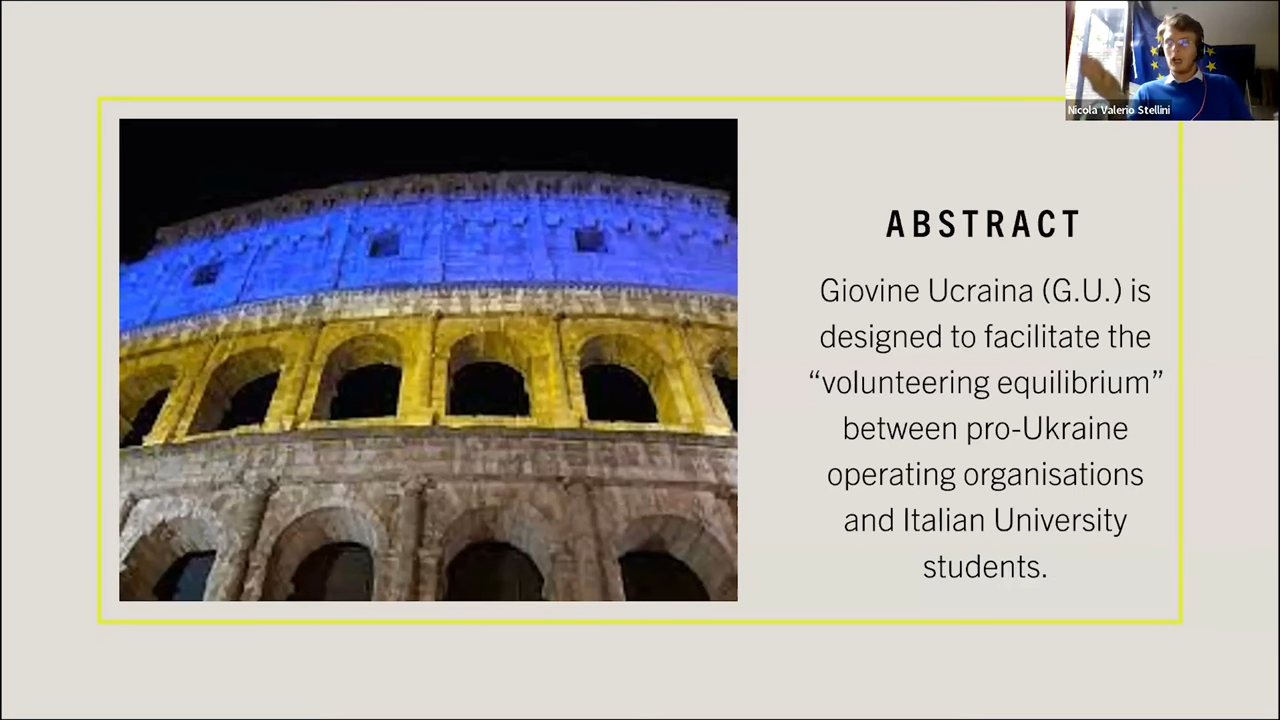 Nicola Valerio Stellini
ABSTRACT
Giovine Ucraina (G.U.) is
designed to facilitate the
“volunteering equilibrium”
between pro-Ukraine
operating organisations
and Italian University
students.